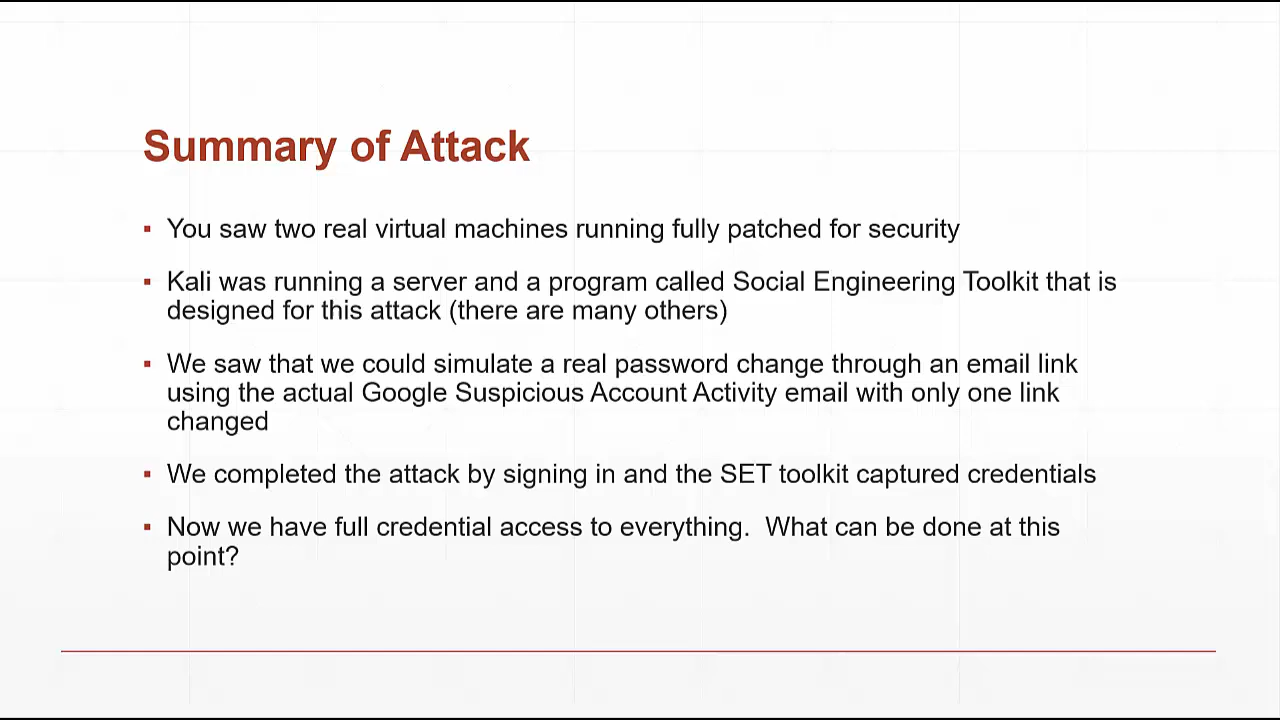 Summary of Attack
▪ You saw two real virtual machines running fully patched for security
▪ Kali was running a server and a program called Social Engineering Toolkit that is
designed for this attack (there are many others)
▪ We saw that we could simulate a real password change through an email link
using the actual Google Suspicious Account Activity email with only one link
changed
▪ We completed the attack by signing in and the SET toolkit captured credentials
▪ Now we have full credential access to everything.  What can be done at this
point?